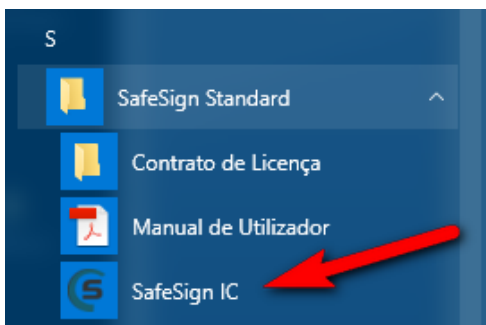 S
SafeSign Standard
Contrato de Licença
Manual de Utilizador
SafeSign IC